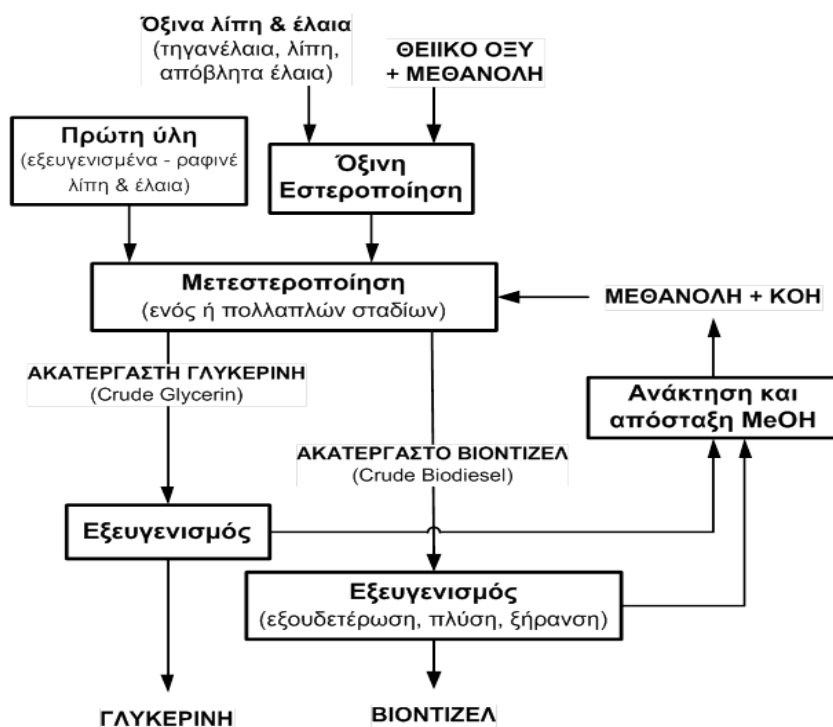 Όξινα λίπη & έλαια
(τηγανέλαια, λίπη,
απόβλητα έλαια)
ΘΕΙΙΚΟ ΟΞΥ
+ ΜΕΘΑΝΟΛΗ
Πρώτη ύλη
(εξευγενισμένα - ραφινέ
λίπη & έλαια)
Όξινη
Εστεροποίηση
Μετεστεροποίηση
(ενός ή πολλαπλών σταδίων)
ΜΕΘΑΝΟΛΗ + ΚΟΗ
ΑΚΑΤΕΡΓΑΣΤΗ ΓΛΥΚΕΡΙΝΗ
(Crude Glycerin)
Ανάκτηση και
απόσταξη MeOH
ΑΚΑΤΕΡΓΑΣΤΟ ΒΙΟΝΤΙΖΕΛ
(Crude Biodiesel)
Εξευγενισμός
Εξευγενισμός
(εξουδετέρωση, πλύση, ξήρανση)
ΓΛΥΚΕΡΙΝΗ
ΒΙΟΝΤΙΖΕΛ